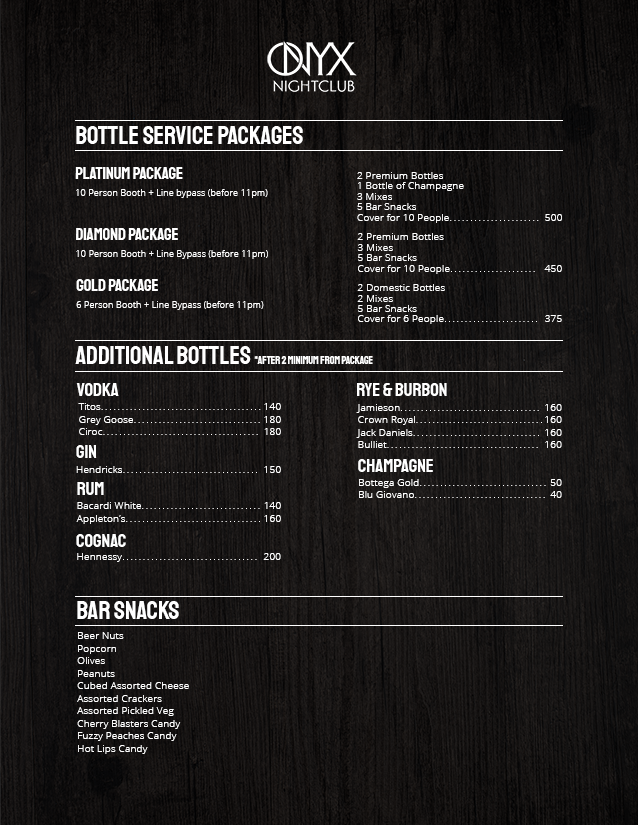 ONYX
NIGHTCLUB
BOTTLE SERVICE PACKAGES
PLATINUM PACKAGE
10 Person Booth + Line bypass (before 11pm)
2 Premium Bottles
1 Bottle of Champagne
3 Mixes
5 Bar Snacks
Cover for 10 People........................ 500
DIAMOND PACKAGE
10 Person Booth + Line Bypass (before 11pm)
2 Premium Bottles
3 Mixes
5 Bar Snacks
Cover for 10 People........................ 450
GOLD PACKAGE
6 Person Booth + Line Bypass (before 11pm)
2 Domestic Bottles
2 Mixes
5 Bar Snacks
Cover for 6 People........................ 375
ADDITIONAL BOTTLES *AFTER 2 MINIMUM FROM PACKAGE
VODKA
Titos........................................ 140
Grey Goose................................ 180
Ciroc........................................ 180
GIN
Hendricks.................................. 150
RUM
Bacardi White............................. 140
Appleton's................................. 160
COGNAC
Hennessy.................................. 200
RYE & BURBON
Jamieson................................... 160
Crown Royal............................... 160
Jack Daniels............................... 160
Bulliet....................................... 160
CHAMPAGNE
Bottega Gold.............................. 50
Blu Giovano................................ 40
BAR SNACKS
Beer Nuts
Popcorn
Olives
Peanuts
Cubed Assorted Cheese
Assorted Crackers
Assorted Pickled Veg
Cherry Blasters Candy
Fuzzy Peaches Candy
Hot Lips Candy